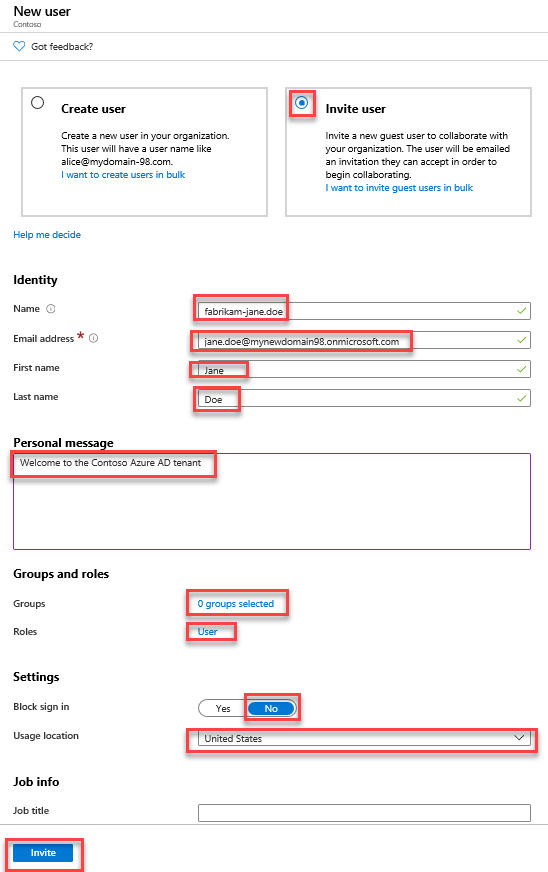 New user
Contoso
Got feedback?
Create user
Create a new user in your organization.
This user will have a user name like
alice@mydomain-98.com.
I want to create users in bulk
Invite user
Invite a new guest user to collaborate with
your organization. The user will be emailed
an invitation they can accept in order to
begin collaborating.
I want to invite guest users in bulk
Help me decide
Identity
Name fabrikam-jane.doe
Email address * jane.doe@mynewdomain98.onmicrosoft.com
First name Jane
Last name Doe
Personal message
Welcome to the Contoso Azure AD tenant
Groups and roles
Groups 0 groups selected
Roles User
Settings
Block sign in Yes No
Usage location United States
Job info
Job title
Invite